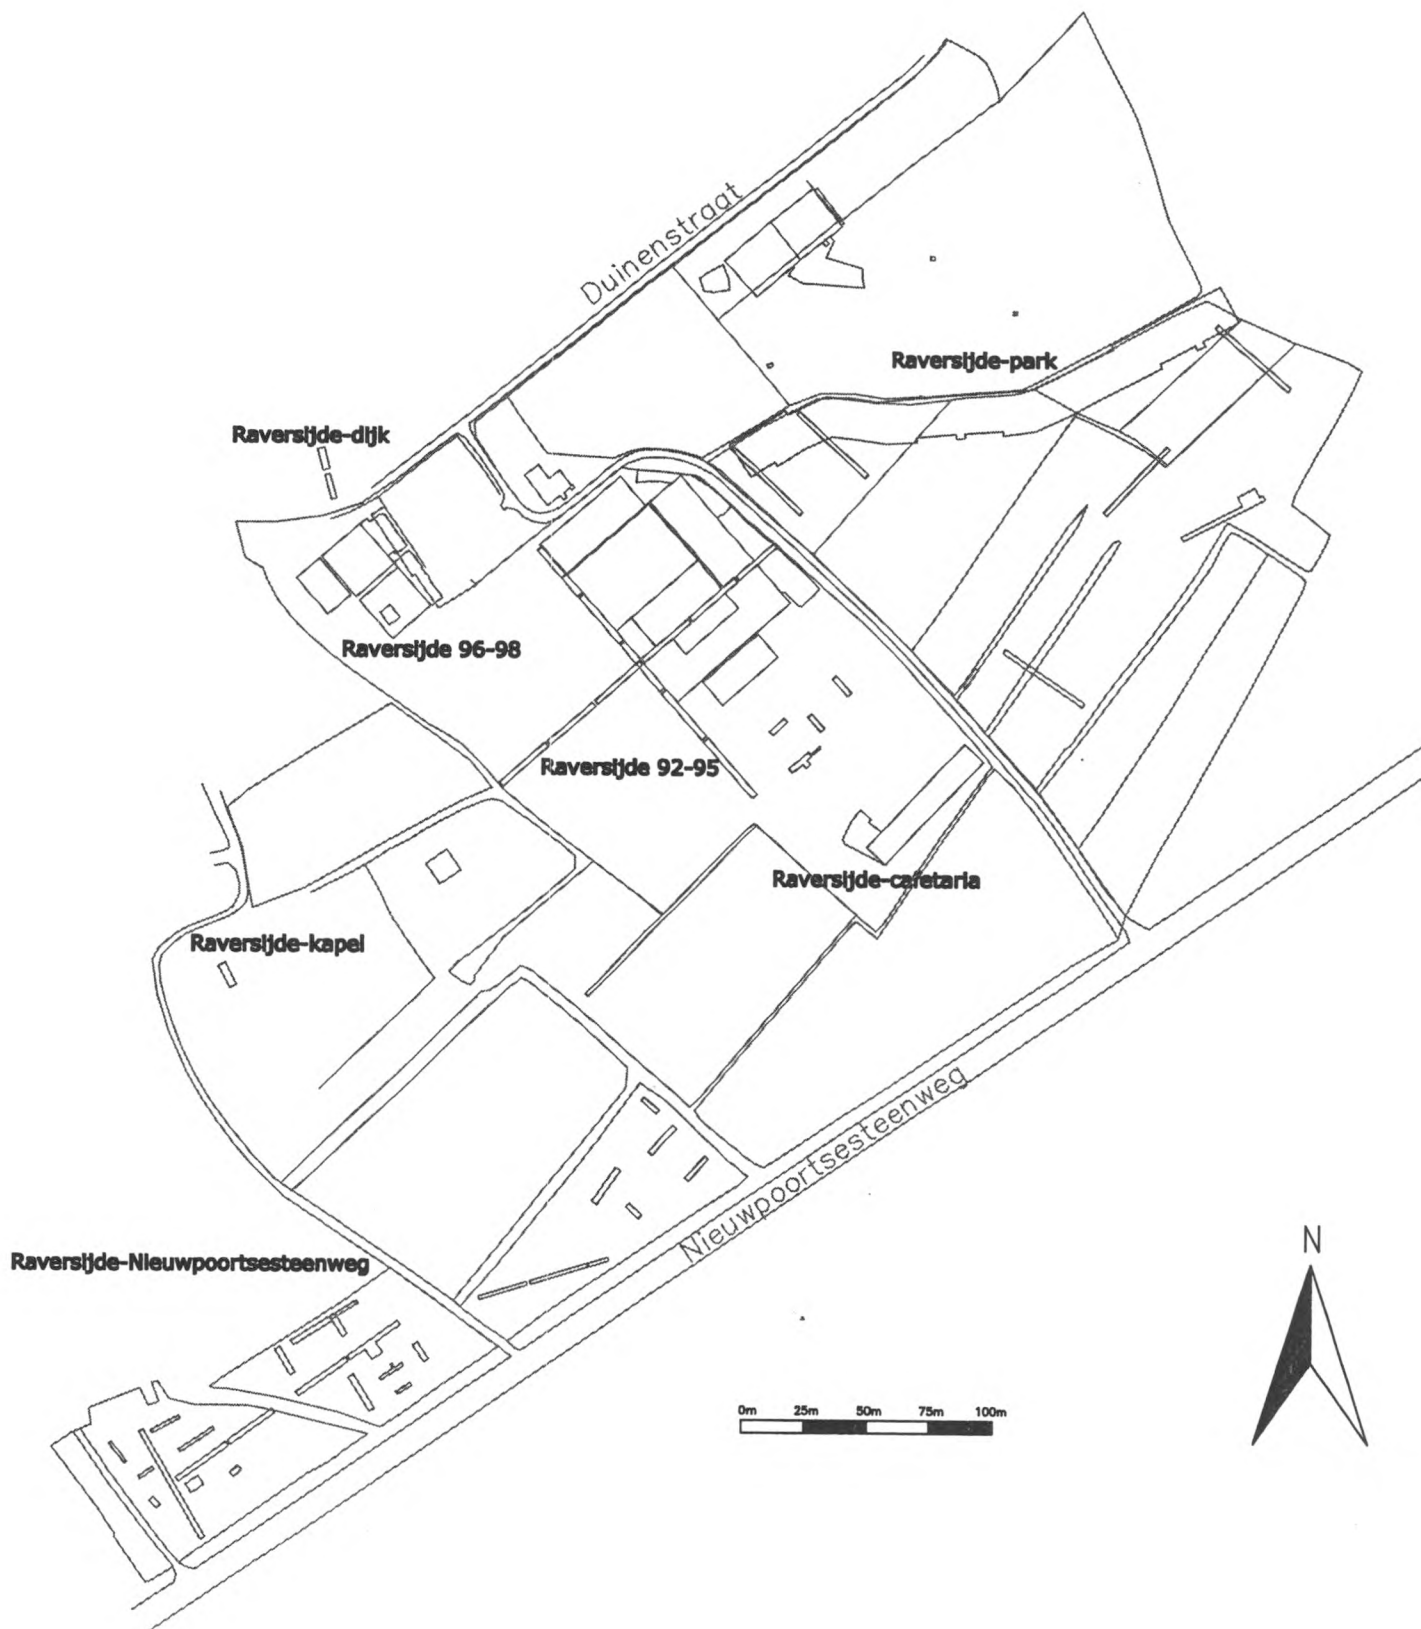 Duinenstraat
Raversijde-park
Raversijde-dijk
Raversijde 96-98
Raversijde 92-95
Raversijde-cafetaria
Raversijde-kapel
Nieuwpoortsesteenweg
Raversijde-Nieuwpoortsesteenweg
N
0m 25m 50m 75m 100m